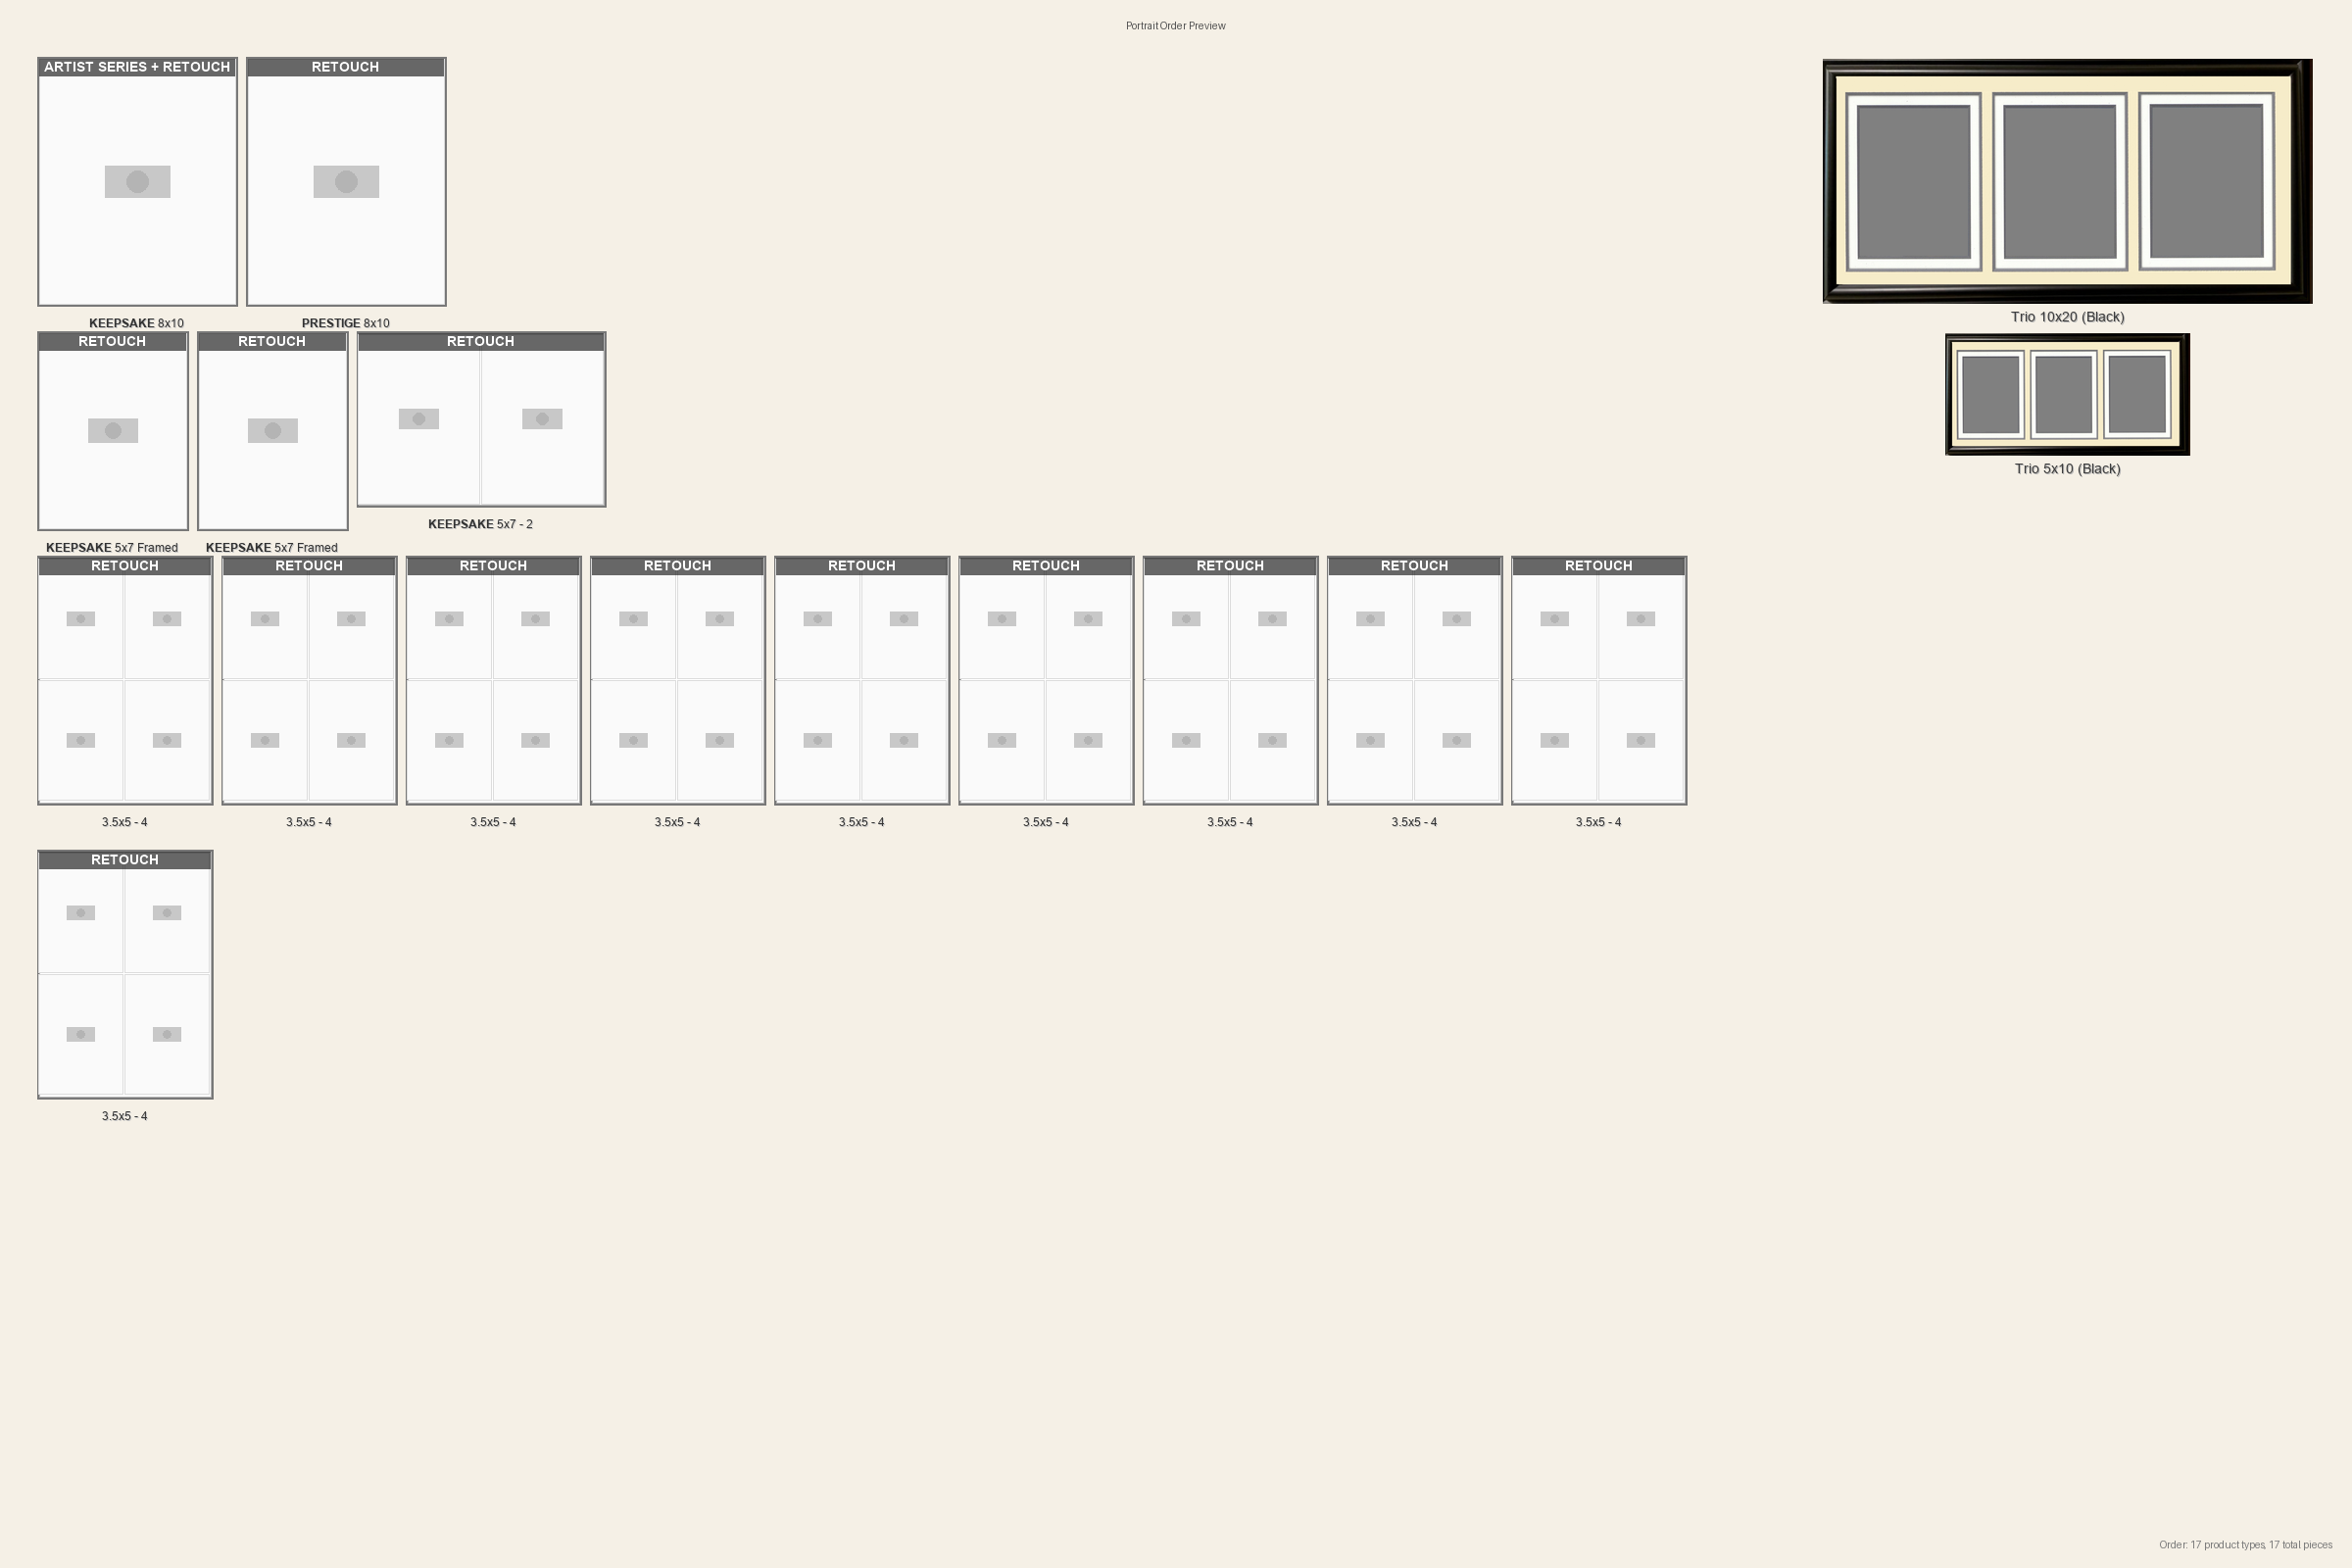 Portrait Order Preview
ARTIST SERIES + RETOUCH
RETOUCH
KEEPSAKE 8x10
PRESTIGE 8x10
Trio 10x20 (Black)
RETOUCH
RETOUCH
RETOUCH
KEEPSAKE 5x7 Framed
KEEPSAKE 5x7 Framed
KEEPSAKE 5x7 - 2
Trio 5x10 (Black)
RETOUCH
RETOUCH
RETOUCH
RETOUCH
RETOUCH
RETOUCH
RETOUCH
RETOUCH
RETOUCH
3.5x5 - 4
3.5x5 - 4
3.5x5 - 4
3.5x5 - 4
3.5x5 - 4
3.5x5 - 4
3.5x5 - 4
3.5x5 - 4
3.5x5 - 4
RETOUCH
3.5x5 - 4
Order: 17 product types, 17 total pieces